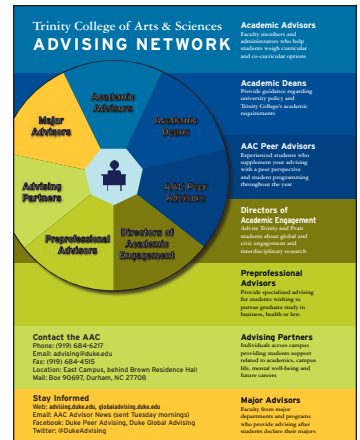 Trinity College of Arts & Sciences
ADVISING NETWORK
Academic
Advisors
Academic
Deans
AAC Peer
Advisors
Directors of
Academic
Engagement
Preprofessional
Advisors
Advising
Partners
Major
Advisors
Academic Advisors
Faculty members and
administrators who help
students weigh curricular
and co-curricular options
Academic Deans
Provide guidance regarding
university policy and
Trinity College's academic
requirements
AAC Peer Advisors
Experienced students who
supplement your advising
with a peer perspective
and student programming
throughout the year
Directors of
Academic Engagement
Advise Trinity and Pratt
students about global and
civic engagement and
interdisciplinary research
Preprofessional
Advisors
Provide specialized advising
for students wishing to
pursue graduate study in
business, health or law.
Advising Partners
Individuals across campus
providing students support
related to academics, campus
life, mental well-being and
future careers
Major Advisors
Faculty from major
departments and programs
who provide advising after
students declare their majors
Contact the AAC
Phone: (919) 684-6217
Email: advising@duke.edu
Fax: (919) 684-4515
Location: East Campus, behind Brown Residence Hall
Mail: Box 90697, Durham, NC 27708
Stay Informed
Web: advising.duke.edu, globaladvising.duke.edu
Email: AAC Advisor News (sent Tuesday mornings)
Facebook: Duke Peer Advising, Duke Global Advising
Twitter: @DukeAdvising